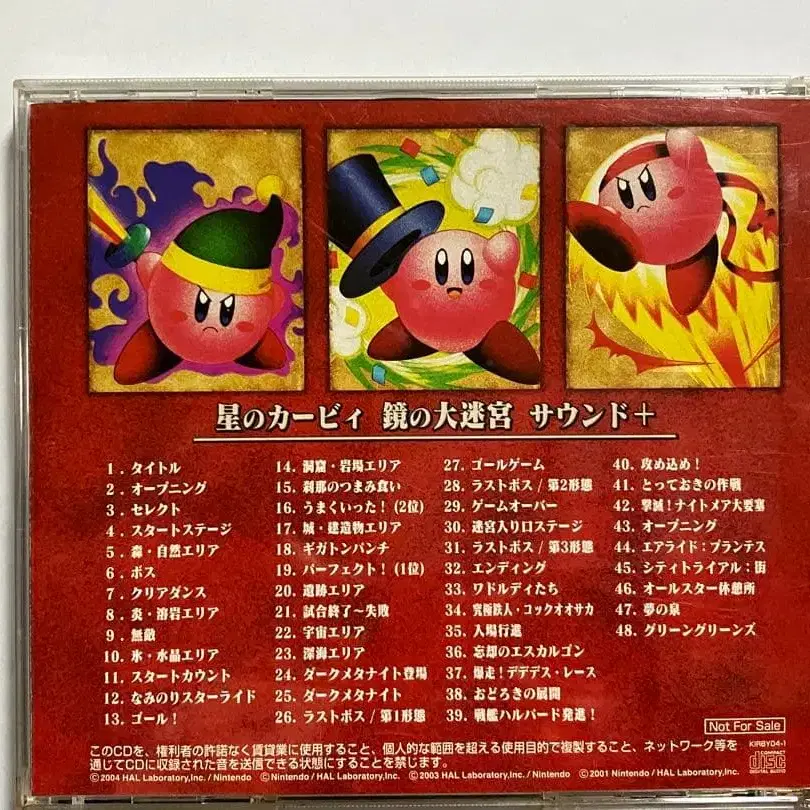 星のカービィ 鏡の大迷宮 サウンド＋
1. タイトル
2. オープニング
3. セレクト
4. スタートステージ
5. 森・自然エリア
6. ボス
7. クリアダンス
8. 炎・溶岩エリア
9. 無敵
10. 氷・水晶エリア
11. スタートカウント
12. なみのりスターライド
13. ゴール！
14. 洞窟・岩場エリア
15. 刹那のつまみ食い
16. うまくいった！(2位)
17. 城・建造物エリア
18. ギガトンパンチ
19. パーフェクト！(1位)
20. 遺跡エリア
21. 試合終了～失敗
22. 宇宙エリア
23. 深海エリア
24. ダークメタナイト登場
25. ダークメタナイト
26. ラストボス / 第1形態
27. ゴールゲーム
28. ラストボス / 第2形態
29. ゲームオーバー
30. 迷宮入り口ステージ
31. ラストボス / 第3形態
32. エンディング
33. ワドルディたち
34. 究極鉄人・コックオオサカ
35. 入場行進
36. 忘却のエスカルゴン
37. 爆走！デデデス・レース
38. おどろきの展開
39. 戦艦ハルバード発進！
40. 攻め込め！
41. とっておきの作戦
42. 撃滅！ナイトメア大要塞
43. オープニング
44. エアライド：プランテス
45. シティトライアル：街
46. オールスター休憩所
47. 夢の泉
48. グリーングリーンズ
Not For Sale
KIRBY04-1
このCDを、権利者の許諾なく賃貸業に使用すること、個人的な範囲を超える使用目的で複製すること、ネットワーク等を
通じてCDに収録された音を送信できる状態にすることを禁じます。
©2004 HAL Laboratory,Inc. / Nintendo ©Nintendo / HAL Laboratory,Inc. ©2003 HAL Laboratory,Inc. / Nintendo ©2001 Nintendo / HAL Laboratory,Inc.
COMPACT
disc
DIGITAL AUDIO